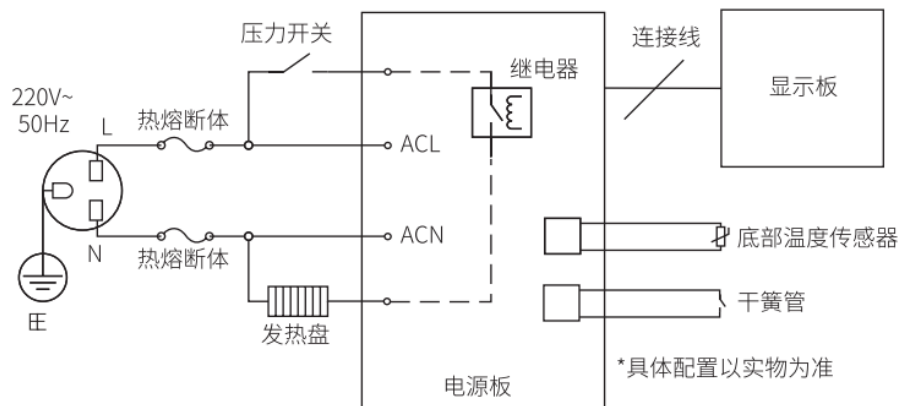 压力开关
连接线
继电器
显示板
220V~
50Hz
L
热熔断体
ACL
ACN
N
热熔断体
底部温度传感器
干簧管
发热盘
*具体配置以实物为准
电源板